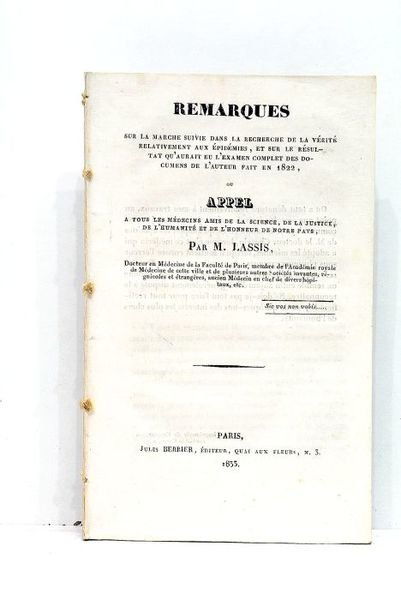 REMARQUES
SUR LA MARCHE SUIVIE DANS LA RECHERCHE DE LA VÉRITÉ
RELATIVEMENT AUX ÉPIDÉMIES, ET SUR LE RÉSUL-
TAT QU'AURAIT EU L'EXAMEN COMPLET DES DO-
CUMENS DE L'AUTEUR FAIT EN 1822,
OU
APPEL
A TOUS LES MÉDECINS AMIS DE LA SCIENCE, DE LA JUSTICE,
DE L'HUMANITÉ ET DE L'HONNEUR DE NOTRE PAYS,
PAR M. LASSIS,
Docteur en Médecine de la Faculté de Paris, membre de l'Académie royale
de Médecine de cette ville et de plusieurs autres sociétés savantes, ré-
gnicoles et étrangères, ancien Médecin en chef de divers hôpi-
taux, etc.
Sic vos non vobis.....
PARIS,
JULES BERRIER, ÉDITEUR, QUAI AUX FLEURS, N. 3.
1835.